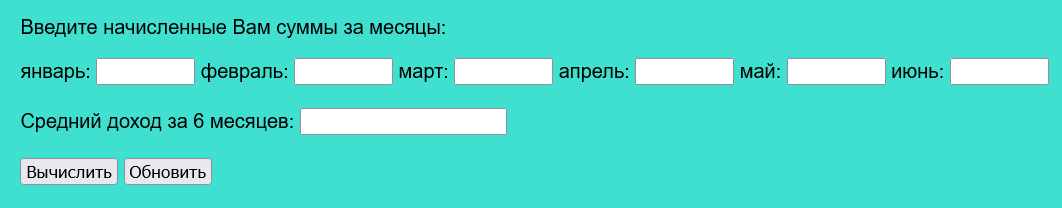 Введите начисленные Вам суммы за месяцы:
январь: февраль: март: апрель: май: июнь:
Средний доход за 6 месяцев:
Вычислить Обновить